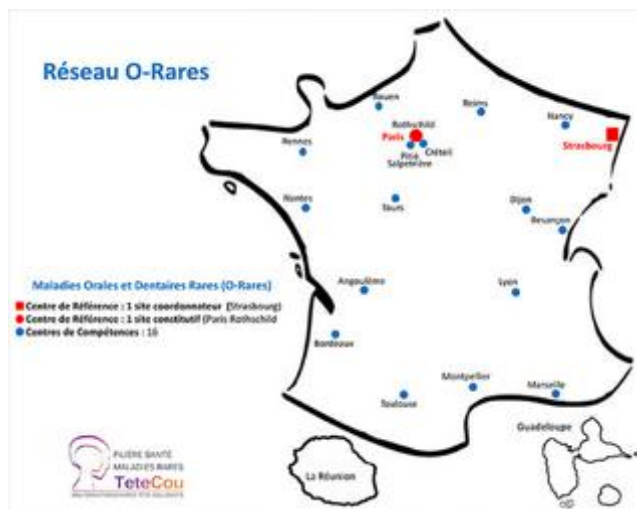 Réseau O-Rares
Rouen
Reims
Rothschild
Nancy
Paris
Strasbourg
Rennes
Pitié
Créteil
Salpetrière
Nantes
Tours
Dijon
Besançon
Maladies Orales et Dentaires Rares (O-Rares)
Angoulême
Lyon
Centre de Référence : 1 site coordonnateur (Strasbourg)
Centre de Référence : 1 site constitutif (Paris Rothschild
Centres de Compétences : 16
Bordeaux
Montpellier
Marseille
Toulouse
Guadeloupe
FILIÈRE SANTÉ
MALADIES RARES
TeteCou
La Réunion